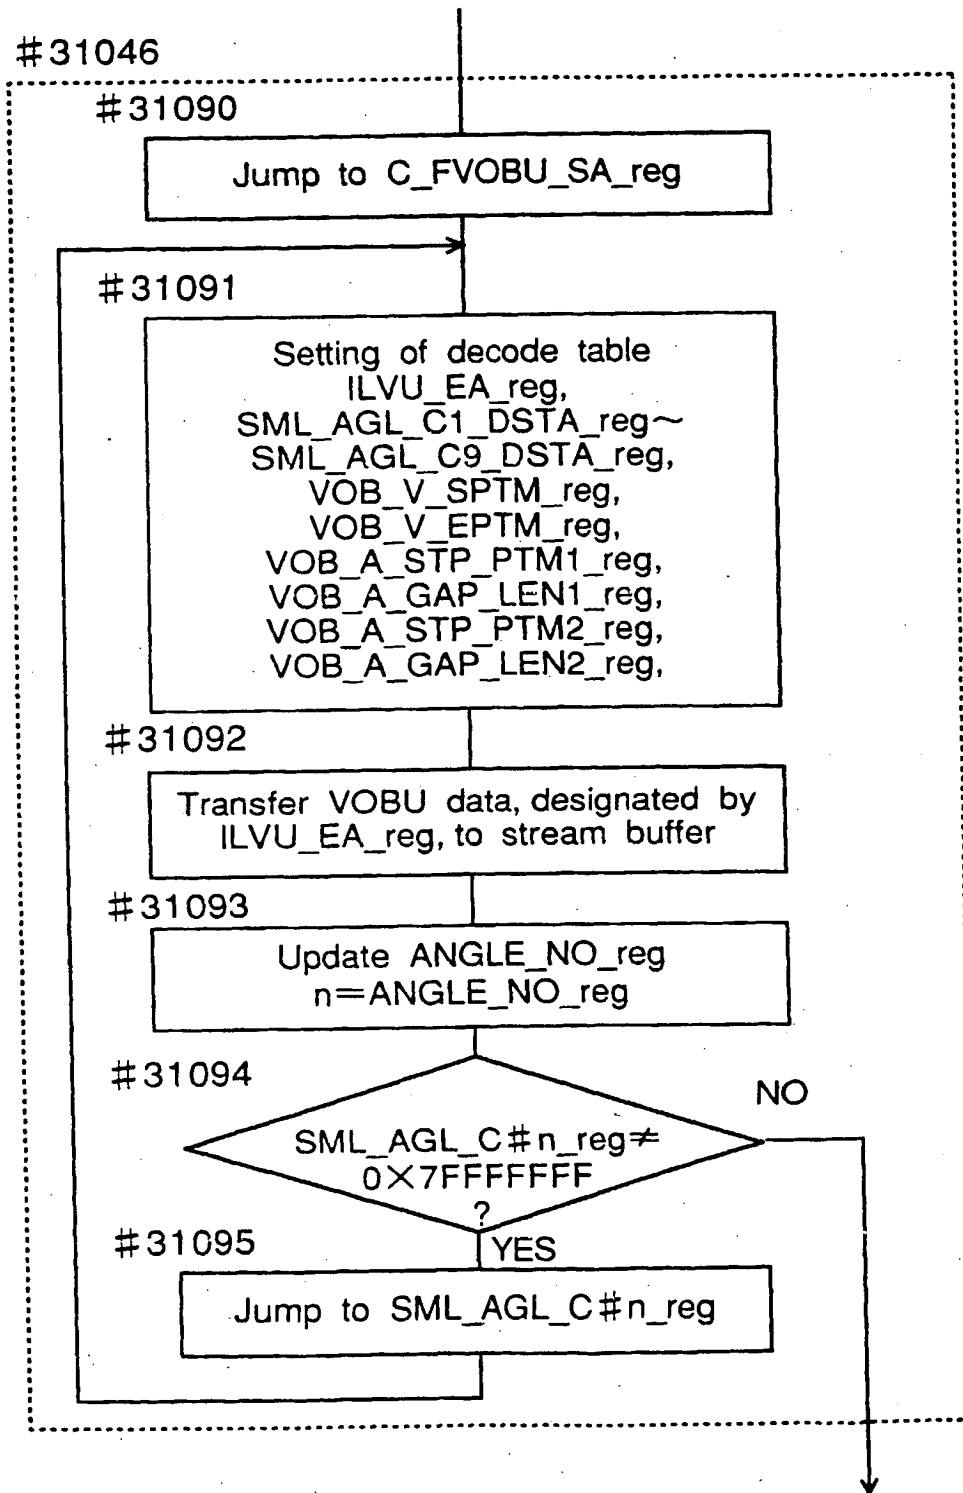 #31046
#31090
Jump to C_FVOBU_SA_reg
#31091
Setting of decode table
ILVU_EA_reg,
SML_AGL_C1_DSTA_reg~
SML_AGL_C9_DSTA_reg,
VOB_V_SPTM_reg,
VOB_V_EPTM_reg,
VOB_A_STP_PTM1_reg,
VOB_A_GAP_LEN1_reg,
VOB_A_STP_PTM2_reg,
VOB_A_GAP_LEN2_reg,
#31092
Transfer VOBU data, designated by
ILVU_EA_reg, to stream buffer
#31093
Update ANGLE_NO_reg
n=ANGLE_NO_reg
#31094
NO
SML_AGL_C#n_reg≠
0×7FFFFFFF
?
#31095
YES
Jump to SML_AGL_C#n_reg